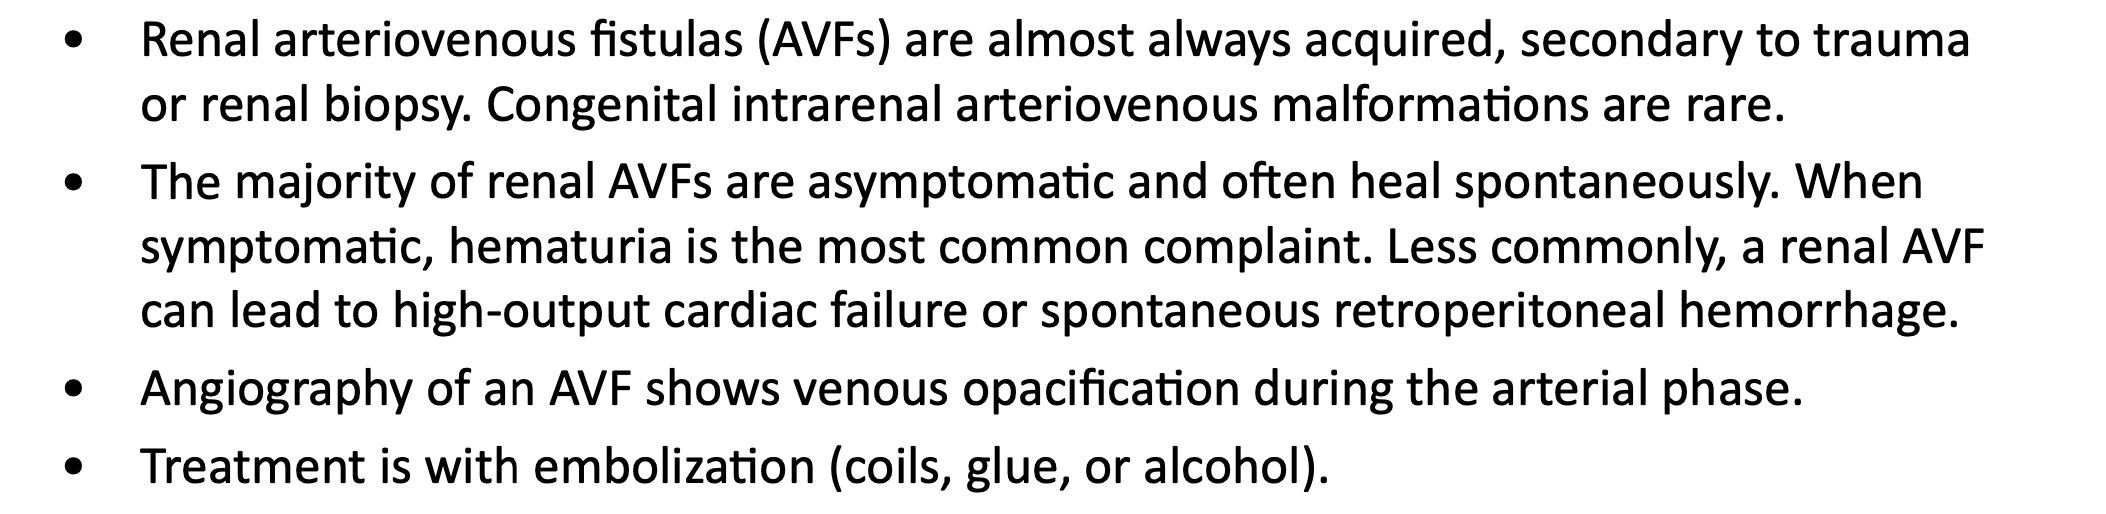 • Renal arteriovenous fistulas (AVFs) are almost always acquired, secondary to trauma
or renal biopsy. Congenital intrarenal arteriovenous malformations are rare.
• The majority of renal AVFs are asymptomatic and often heal spontaneously. When
symptomatic, hematuria is the most common complaint. Less commonly, a renal AVF
can lead to high-output cardiac failure or spontaneous retroperitoneal hemorrhage.
• Angiography of an AVF shows venous opacification during the arterial phase.
• Treatment is with embolization (coils, glue, or alcohol).